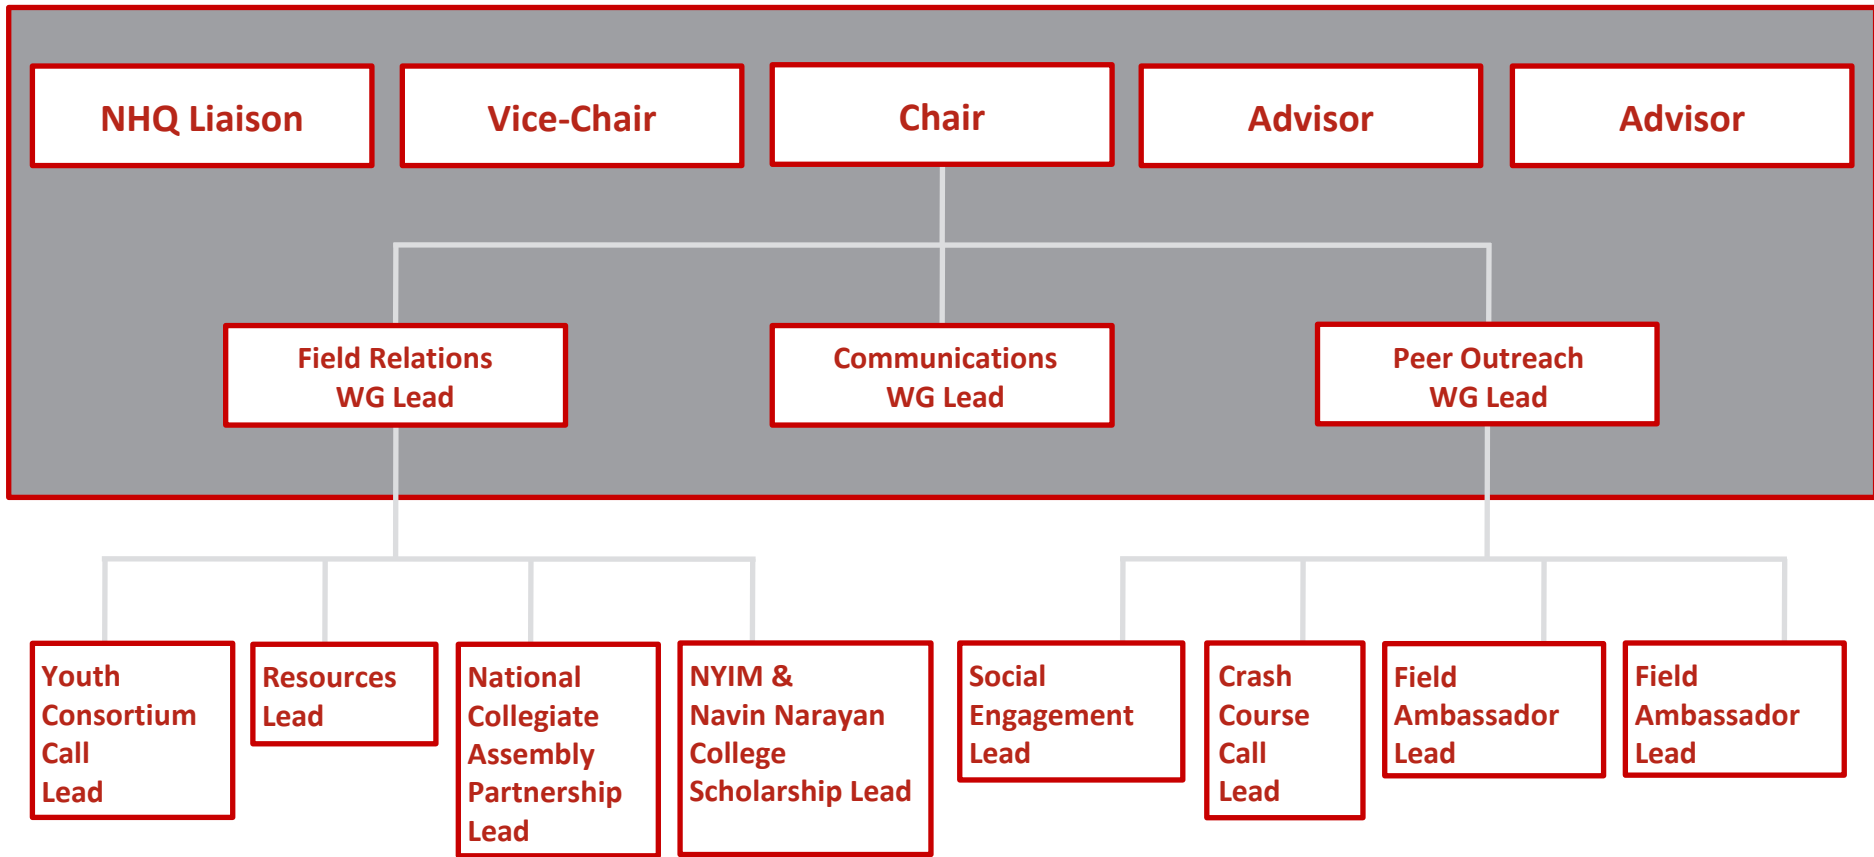 NHQ Liaison
Vice-Chair
Chair
Advisor
Advisor
Field Relations
WG Lead
Communications
WG Lead
Peer Outreach
WG Lead
Youth
Consortium
Call
Lead
Resources
Lead
National
Collegiate
Assembly
Partnership
Lead
NYIM &
Navin Narayan
College
Scholarship Lead
Social
Engagement
Lead
Crash
Course
Call
Lead
Field
Ambassador
Lead
Field
Ambassador
Lead